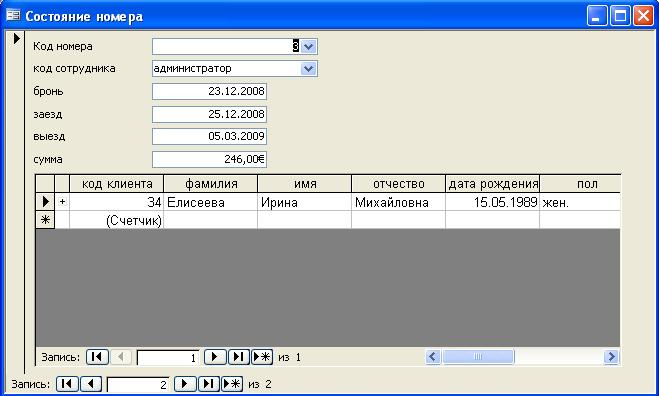 Состояние номера
Код номера 3
код сотрудника администратор
бронь 23.12.2008
заезд 25.12.2008
выезд 05.03.2009
сумма 246,00€
код клиента фамилия имя отчество дата рождения пол
34 Елисеева Ирина Михайловна 15.05.1989 жен.
(Счетчик)
Запись: 1 из 1
Запись: 2 из 2